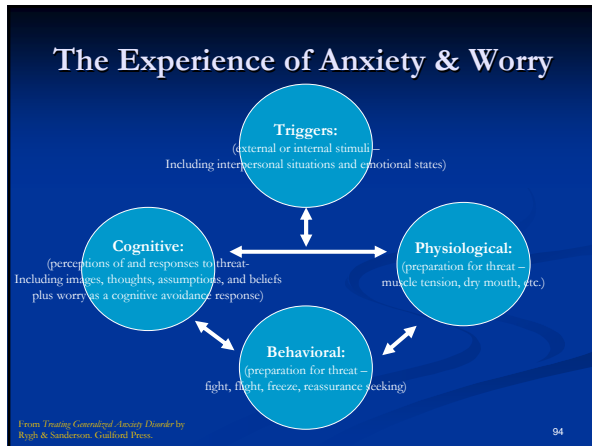 The Experience of Anxiety & Worry
Triggers:
(external or internal stimuli –
Including interpersonal situations and emotional states)
Cognitive:
(perceptions of and responses to threat-
Including images, thoughts, assumptions, and beliefs
plus worry as a cognitive avoidance response)
Physiological:
(preparation for threat –
muscle tension, dry mouth, etc.)
Behavioral:
(preparation for threat –
fight, flight, freeze, reassurance seeking)
From Treating Generalized Anxiety Disorder by
Rygh & Sanderson. Guilford Press.
94